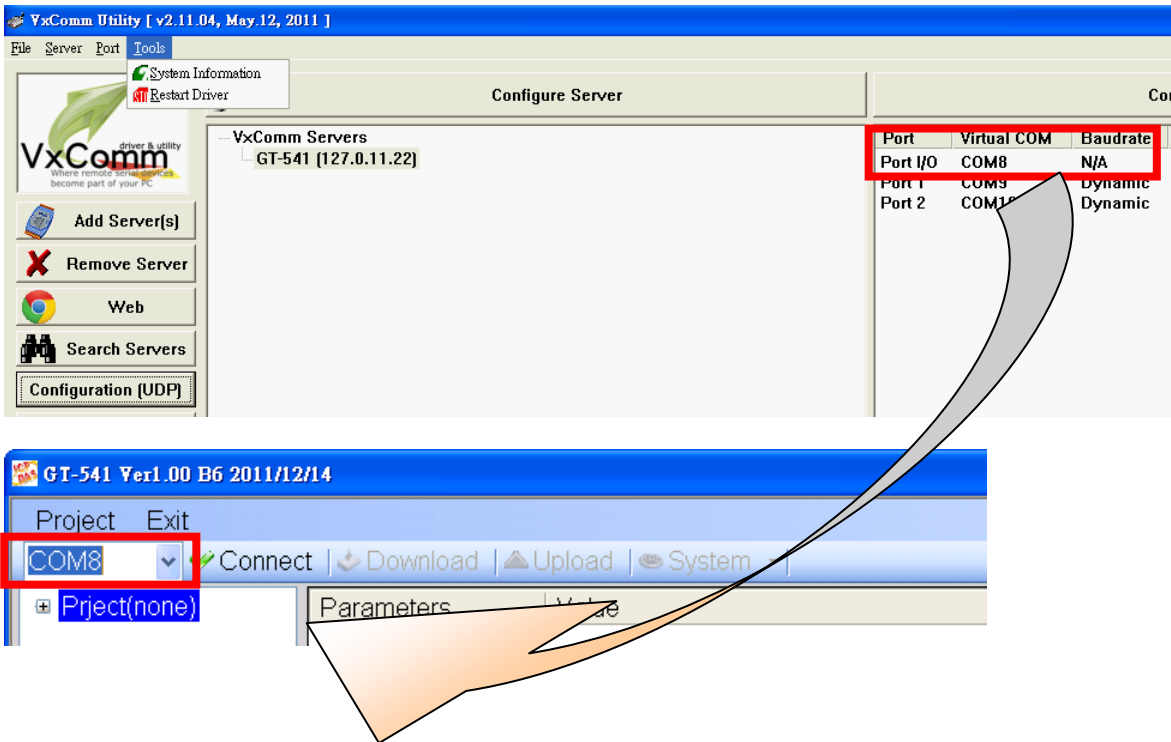 VxComm Utility [ v2.11.04, May.12, 2011 ]
File Server Port Tools
System Information
Restart Driver
driver & utility
VxComm
Where remote serial devices
become part of your PC
Add Server(s)
Remove Server
Web
Search Servers
Configuration (UDP)
Configure Server
VxComm Servers
GT-541 (127.0.11.22)
Port Virtual COM Baudrate
Port I/O COM8 N/A
Port 1 COM9 Dynamic
Port 2 Dynamic
ICP DAS
GT-541 Ver1.00 B6 2011/12/14
Project Exit
COM8 Connect Download Upload System
Prject(none) Parameters Value